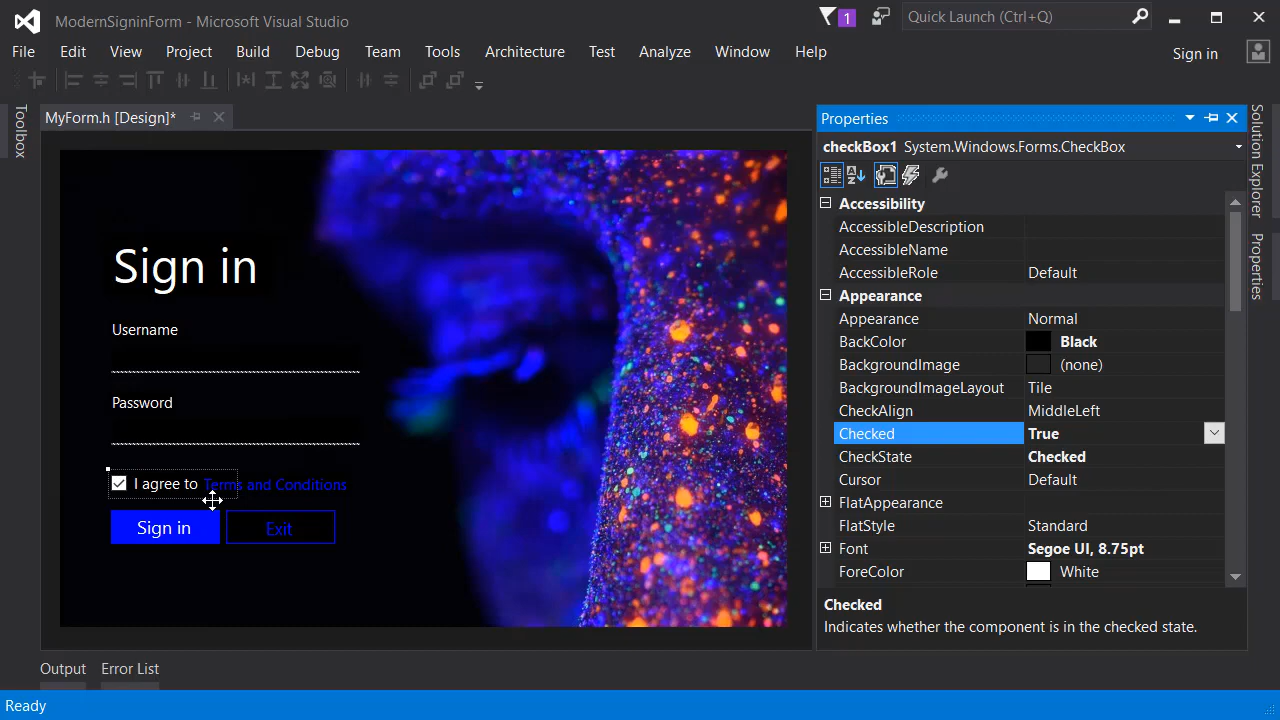 ModernSigninForm - Microsoft Visual Studio
1
Quick Launch (Ctrl+Q)
File Edit View Project Build Debug Team Tools Architecture Test Analyze Window Help
Sign in
Toolbox
MyForm.h [Design]*
Sign in
Username
Password
I agree to Terms and Conditions
Sign in Exit
Properties
checkBox1 System.Windows.Forms.CheckBox
Accessibility
AccessibleDescription
AccessibleName
AccessibleRole Default
Appearance
Appearance Normal
BackColor Black
BackgroundImage (none)
BackgroundImageLayout Tile
CheckAlign MiddleLeft
Checked True
CheckState Checked
Cursor Default
FlatAppearance
FlatStyle Standard
Font Segoe UI, 8.75pt
ForeColor White
Checked
Indicates whether the component is in the checked state.
Solution Explorer
Properties
Output Error List
Ready